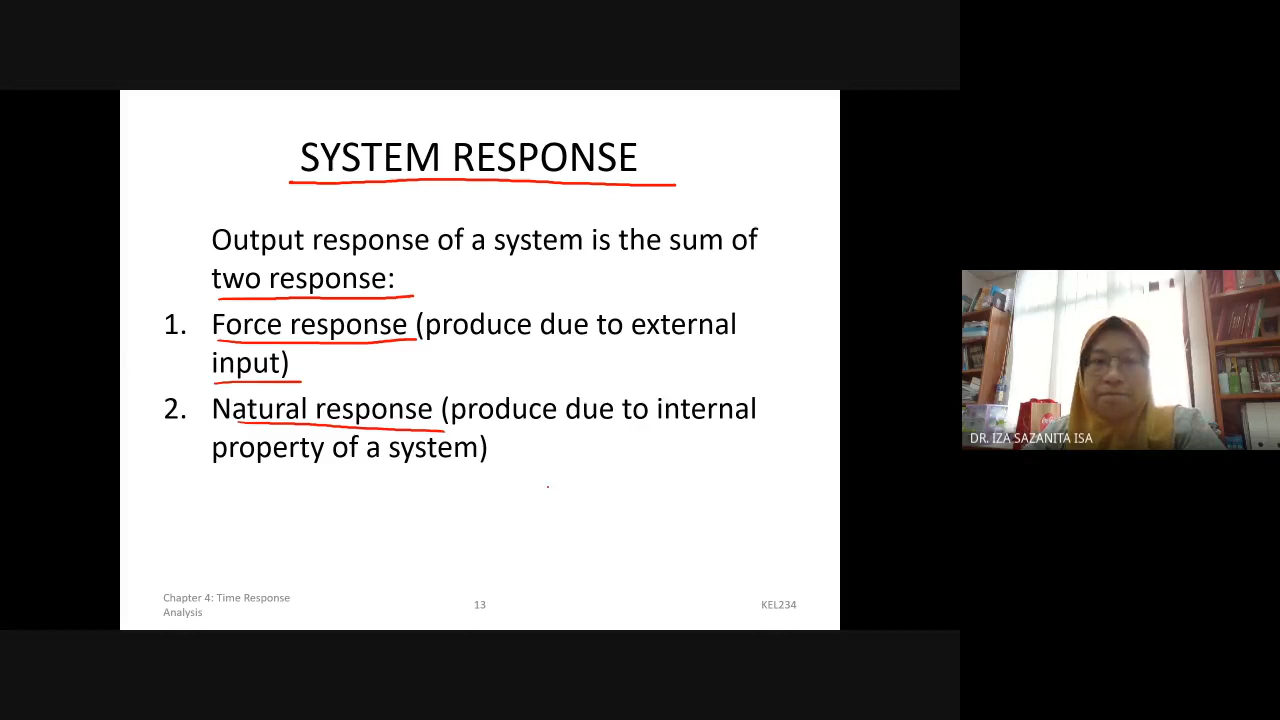 SYSTEM RESPONSE
Output response of a system is the sum of
two response:
1. Force response (produce due to external
input)
2. Natural response (produce due to internal
property of a system)
Chapter 4: Time Response
Analysis
13
KEL234
DR. IZA SAZANITA ISA